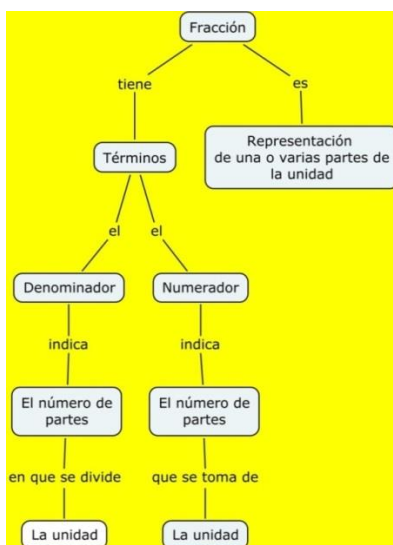 Fracción
tiene
es
Representación
de una o varias partes de
la unidad
Términos
el
el
Denominador
Numerador
indica
indica
El número de
partes
El número de
partes
en que se divide
que se toma de
La unidad
La unidad